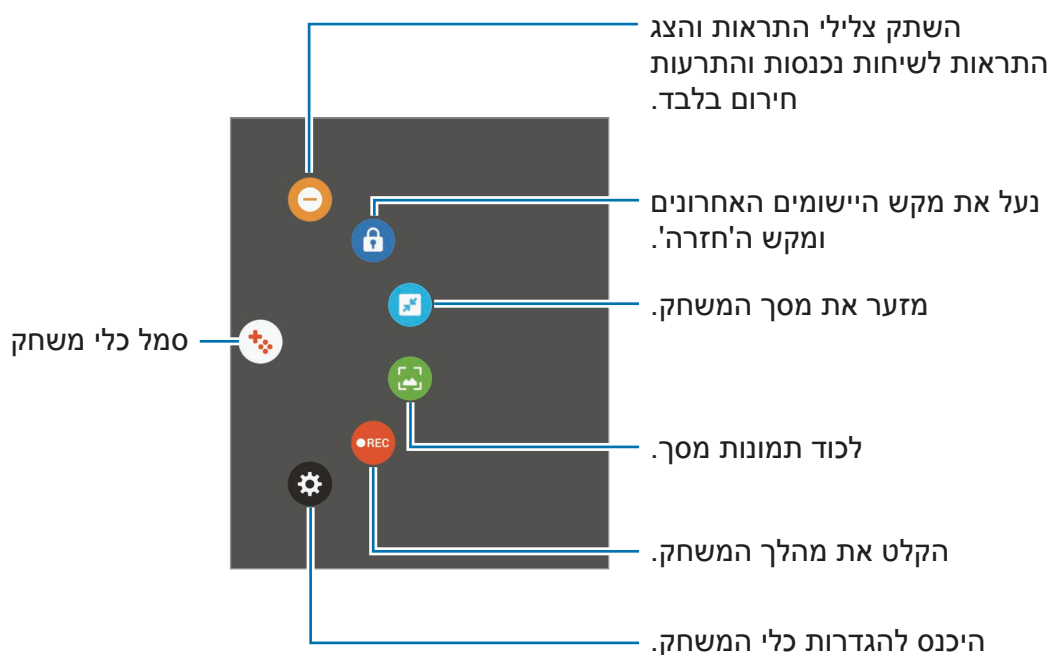 השתק צלילי התראות והצג
התראות לשיחות נכנסות והתרעות
חירום בלבד.
נעל את מקש היישומים האחרונים
ומקש ה'חזרה'.
מזער את מסך המשחק.
סמל כלי משחק
לכוד תמונות מסך.
REC
הקלט את מהלך המשחק.
היכנס להגדרות כלי המשחק.